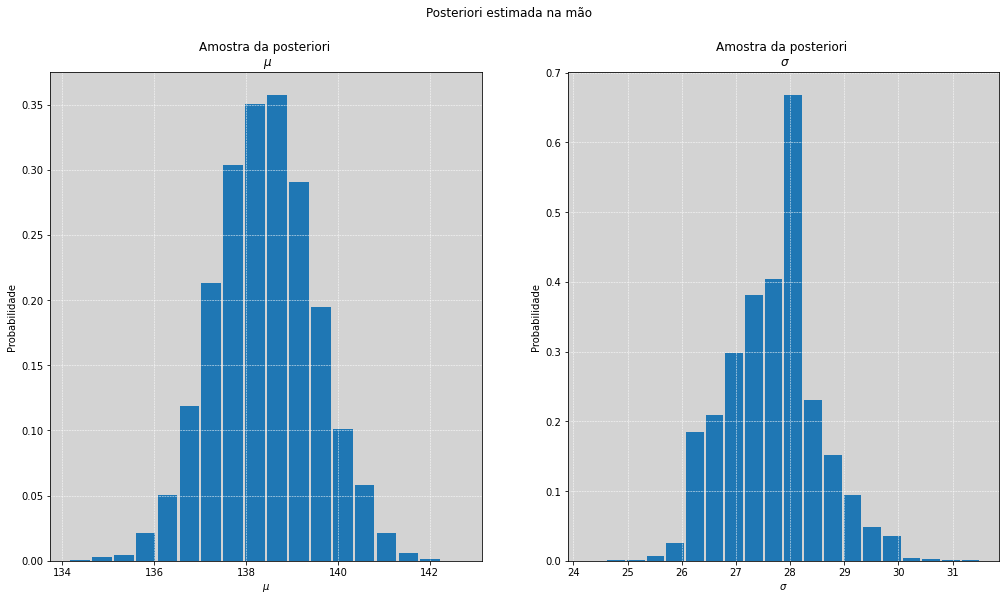 Posteriori estimada na mão
Amostra da posteriori
μ
Probabilidade
0.35
0.30
0.25
0.20
0.15
0.10
0.05
0.00
134 136 138 140 142
μ
Amostra da posteriori
σ
Probabilidade
0.7
0.6
0.5
0.4
0.3
0.2
0.1
0.0
24 25 26 27 28 29 30 31
σ